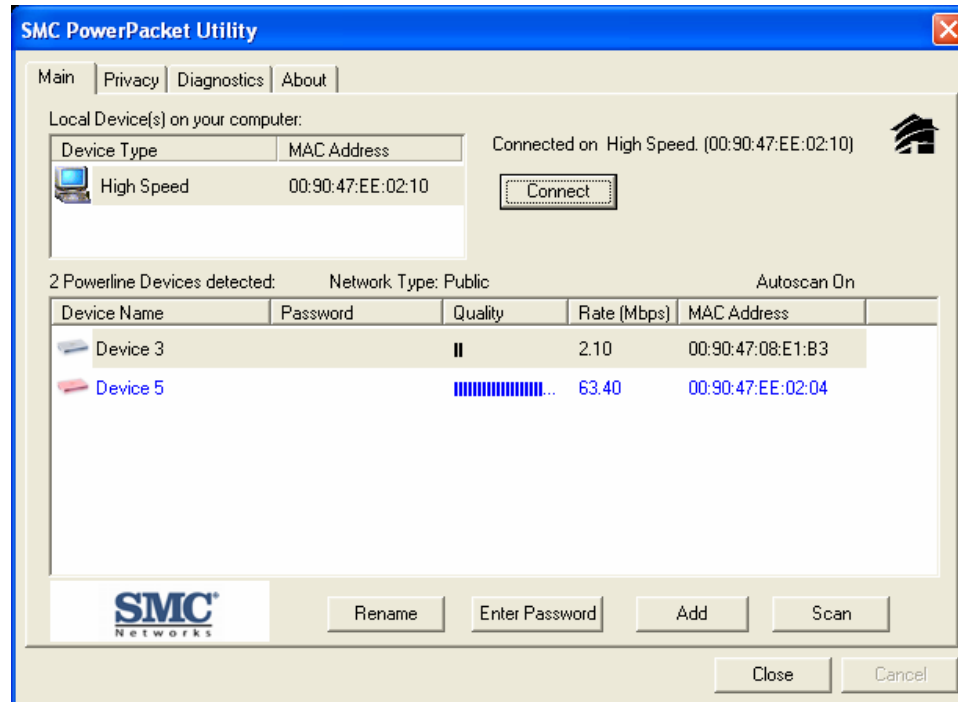 SMC PowerPacket Utility
Main Privacy Diagnostics About
Local Device(s) on your computer:
Device Type MAC Address
High Speed 00:90:47:EE:02:10
Connected on High Speed. (00:90:47:EE:02:10)
Connect
2 Powerline Devices detected: Network Type: Public Autoscan On
Device Name Password Quality Rate (Mbps) MAC Address
Device 3 2.10 00:90:47:08:E1:B3
Device 5 ... 63.40 00:90:47:EE:02:04
SMC®
Networks
Rename Enter Password Add Scan
Close Cancel